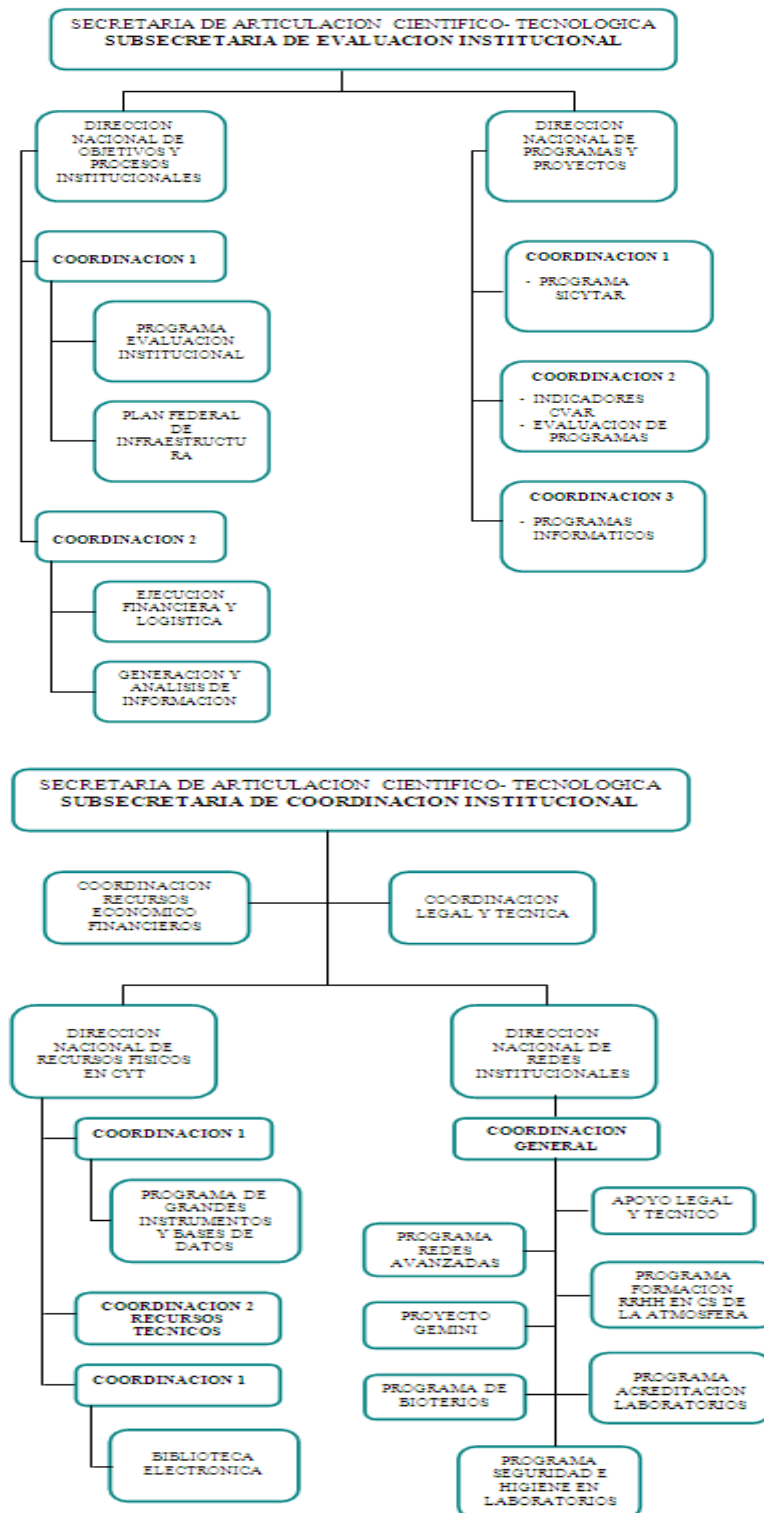 SECRETARIA DE ARTICULACION CIENTIFICO- TECNOLOGICA
SUBSECRETARIA DE EVALUACION INSTITUCIONAL
DIRECCION
NACIONAL DE
OBJETIVOS Y
PROCESOS
INSTITUCIONALES
COORDINACION 1
PROGRAMA
EVALUACION
INSTITUCIONAL
PLAN FEDERAL
DE
INFRAESTRUCTU
RA
COORDINACION 2
EJECUCION
FINANCIERA Y
LOGISTICA
GENERACION Y
ANALISIS DE
INFORMACION
DIRECCION
NACIONAL DE
PROGRAMAS Y
PROYECTOS
COORDINACION 1
- PROGRAMA
SICYTAR
COORDINACION 2
- INDICADORES
CVAR
- EVALUACION DE
PROGRAMAS
COORDINACION 3
- PROGRAMAS
INFORMATICOS
SECRETARIA DE ARTICULACION CIENTIFICO- TECNOLOGICA
SUBSECRETARIA DE COORDINACION INSTITUCIONAL
COORDINACION
RECURSOS
ECONOMICO
FINANCIEROS
COORDINACION
LEGAL Y TECNICA
DIRECCION
NACIONAL DE
RECURSOS FISICOS
EN CYT
COORDINACION 1
PROGRAMA DE
GRANDES
INSTRUMENTOS
Y BASES DE
DATOS
COORDINACION 2
RECURSOS
TECNICOS
COORDINACION 1
BIBLIOTECA
ELECTRONICA
DIRECCION
NACIONAL DE
REDES
INSTITUCIONALES
COORDINACION
GENERAL
APOYO LEGAL
Y TECNICO
PROGRAMA
REDES
AVANZADAS
PROGRAMA
FORMACION
RRHH EN CS DE
LA ATMOSFERA
PROYECTO
GEMINI
PROGRAMA DE
BIOTERIOS
PROGRAMA
ACREDITACION
LABORATORIOS
PROGRAMA
SEGURIDAD E
HIGIENE EN
LABORATORIOS